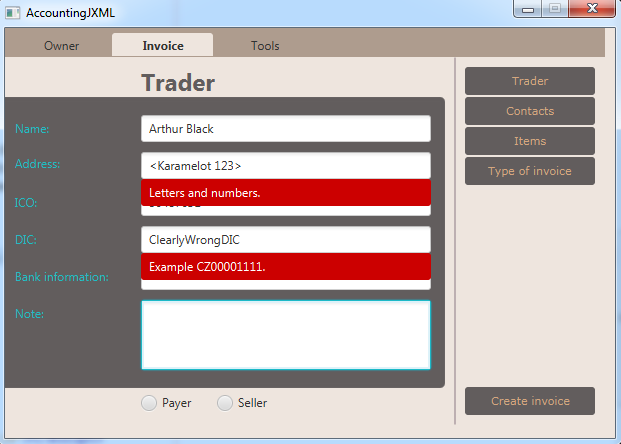 AccountingJXML
Owner Invoice Tools
Trader
Name: Arthur Black
Address: <Karamelot 123>
Letters and numbers.
ICO:
DIC: ClearlyWrongDIC
Example CZ00001111.
Bank information:
Note:
Payer Seller
Trader
Contacts
Items
Type of invoice
Create invoice